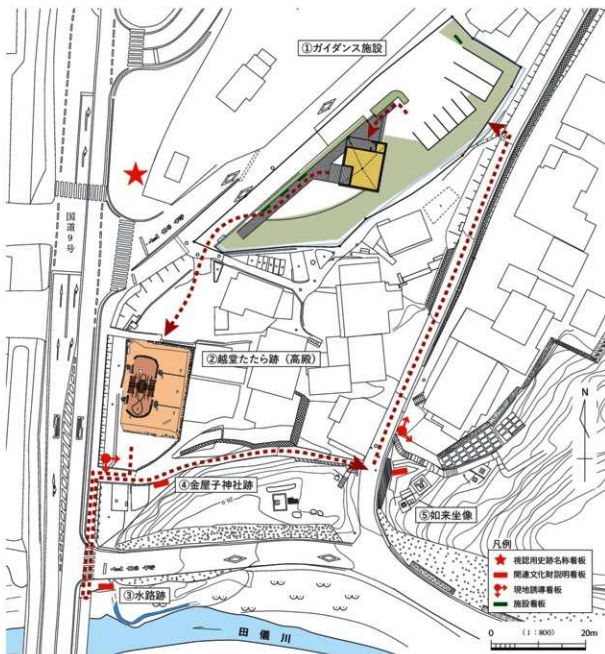 ①ガイダンス施設
国道9号
②越堂たたら跡（高殿）
④金屋子神社跡
20.0
N
⑤如来坐像
凡例
視認用史跡名称看板
関連文化財説明看板
現地誘導看板
施設看板
③水路跡
田儀川
(1：800)
0
20m